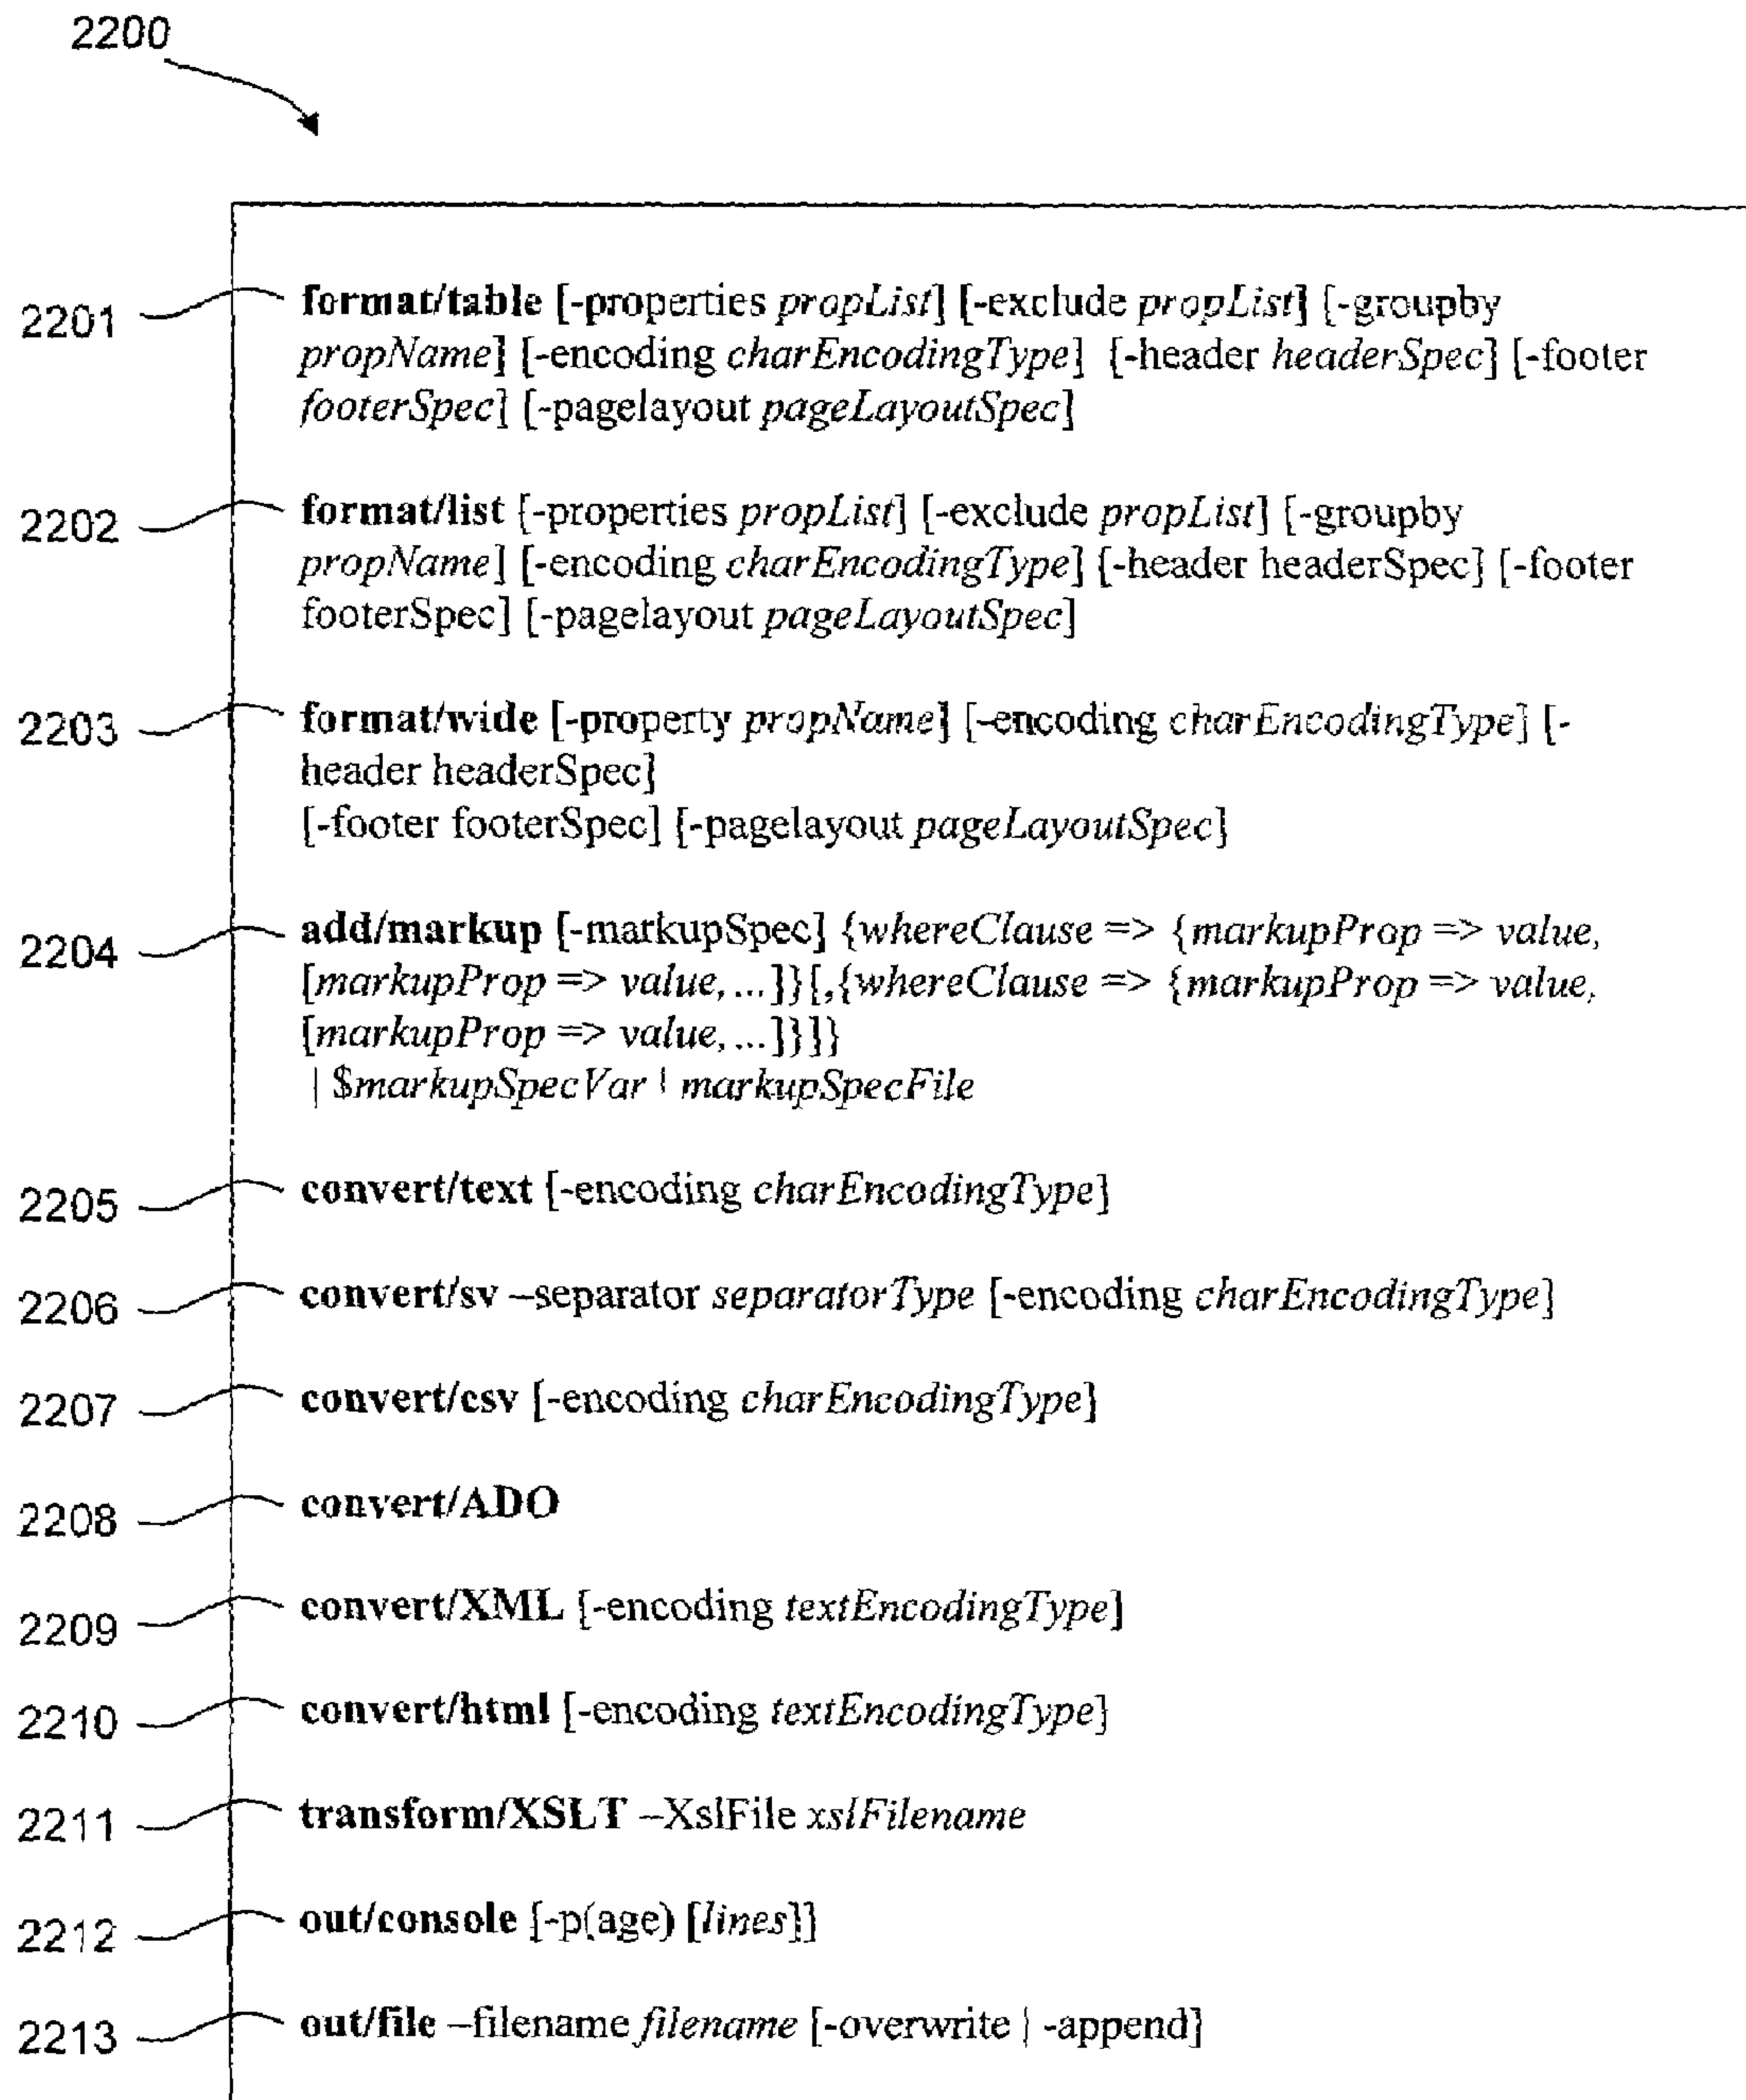 2200
2201 format/table [-properties propList] [-exclude propList] [-groupby
propName] [-encoding charEncodingType] [-header headerSpec] [-footer
footerSpec] [-pagelayout pageLayoutSpec]
2202 format/list [-properties propList] [-exclude propList] [-groupby
propName] [-encoding charEncodingType] [-header headerSpec] [-footer
footerSpec] [-pagelayout pageLayoutSpec]
2203 format/wide [-property propName] [-encoding charEncodingType] [-
header headerSpec]
[-footer footerSpec] [-pagelayout pageLayoutSpec]
2204 add/markup [-markupSpec] {whereClause => {markupProp => value,
[markupProp => value, ...]}[,{whereClause => {markupProp => value,
[markupProp => value, ...]}]}
| $markupSpecVar | markupSpecFile
2205 convert/text [-encoding charEncodingType]
2206 convert/sv –separator separatorType [-encoding charEncodingType]
2207 convert/csv [-encoding charEncodingType]
2208 convert/ADO
2209 convert/XML [-encoding textEncodingType]
2210 convert/html [-encoding textEncodingType]
2211 transform/XSLT –XslFile xslFilename
2212 out/console [-p(age) [lines]]
2213 out/file –filename filename [-overwrite | -append]